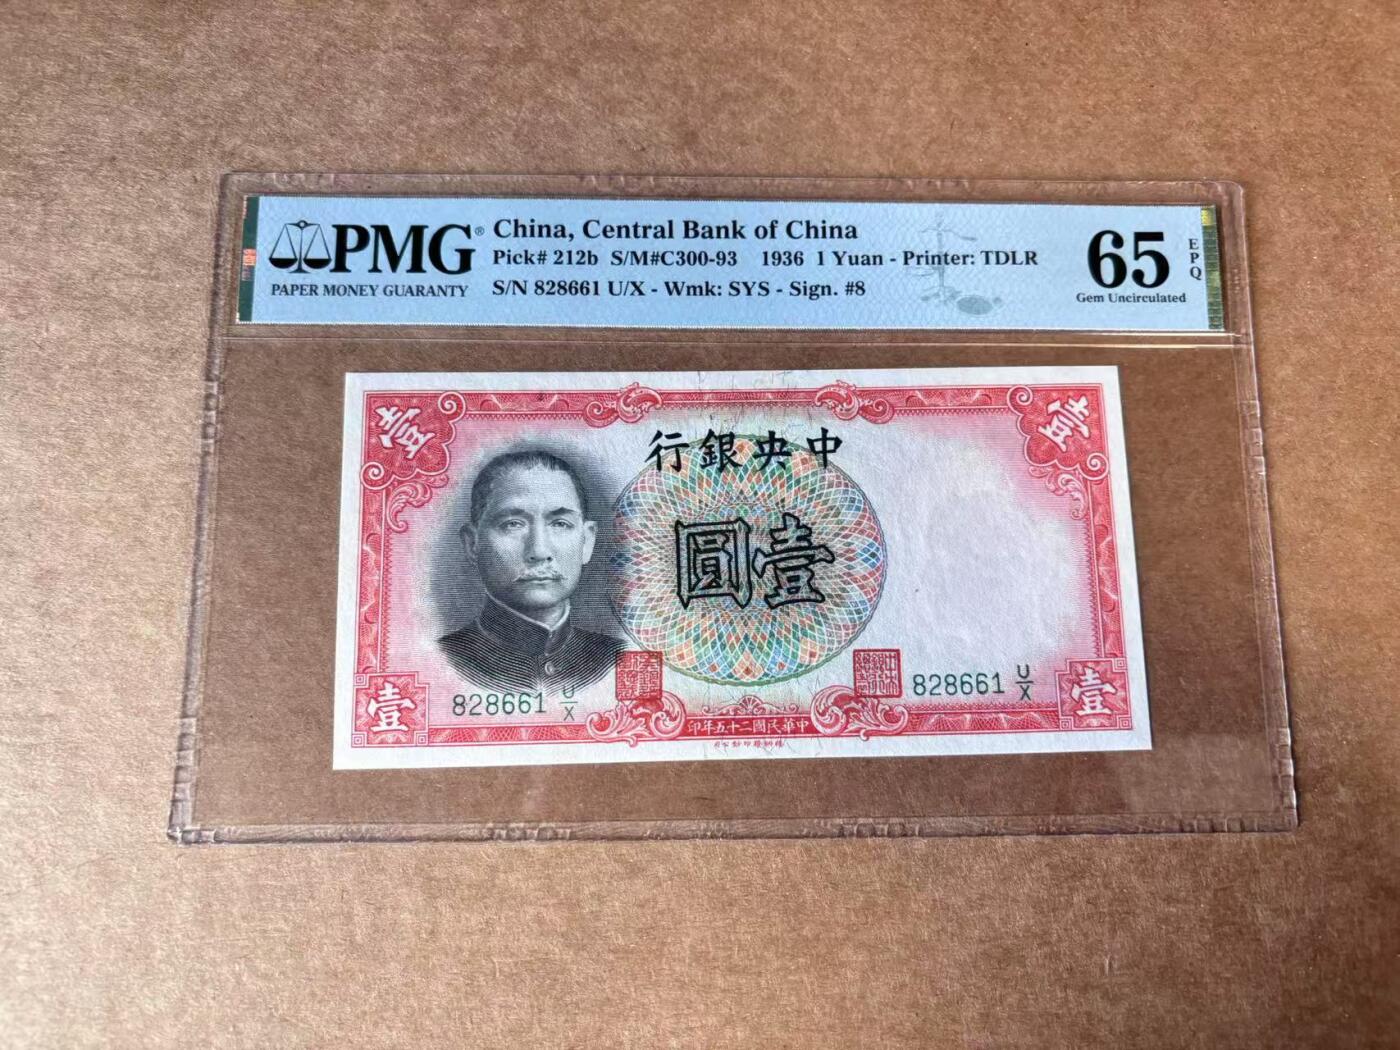 PMG®
PAPER MONEY GUARANTY
China, Central Bank of China
Pick# 212b S/M#C300-93 1936 1 Yuan - Printer: TDLR
S/N 828661 U/X - Wmk: SYS - Sign. #8
65 EPQ
Gem Uncirculated
壹 壹
行銀央中
圓壹
828661 U/X
828661 U/X
壹 壹
印年五十二國民華中